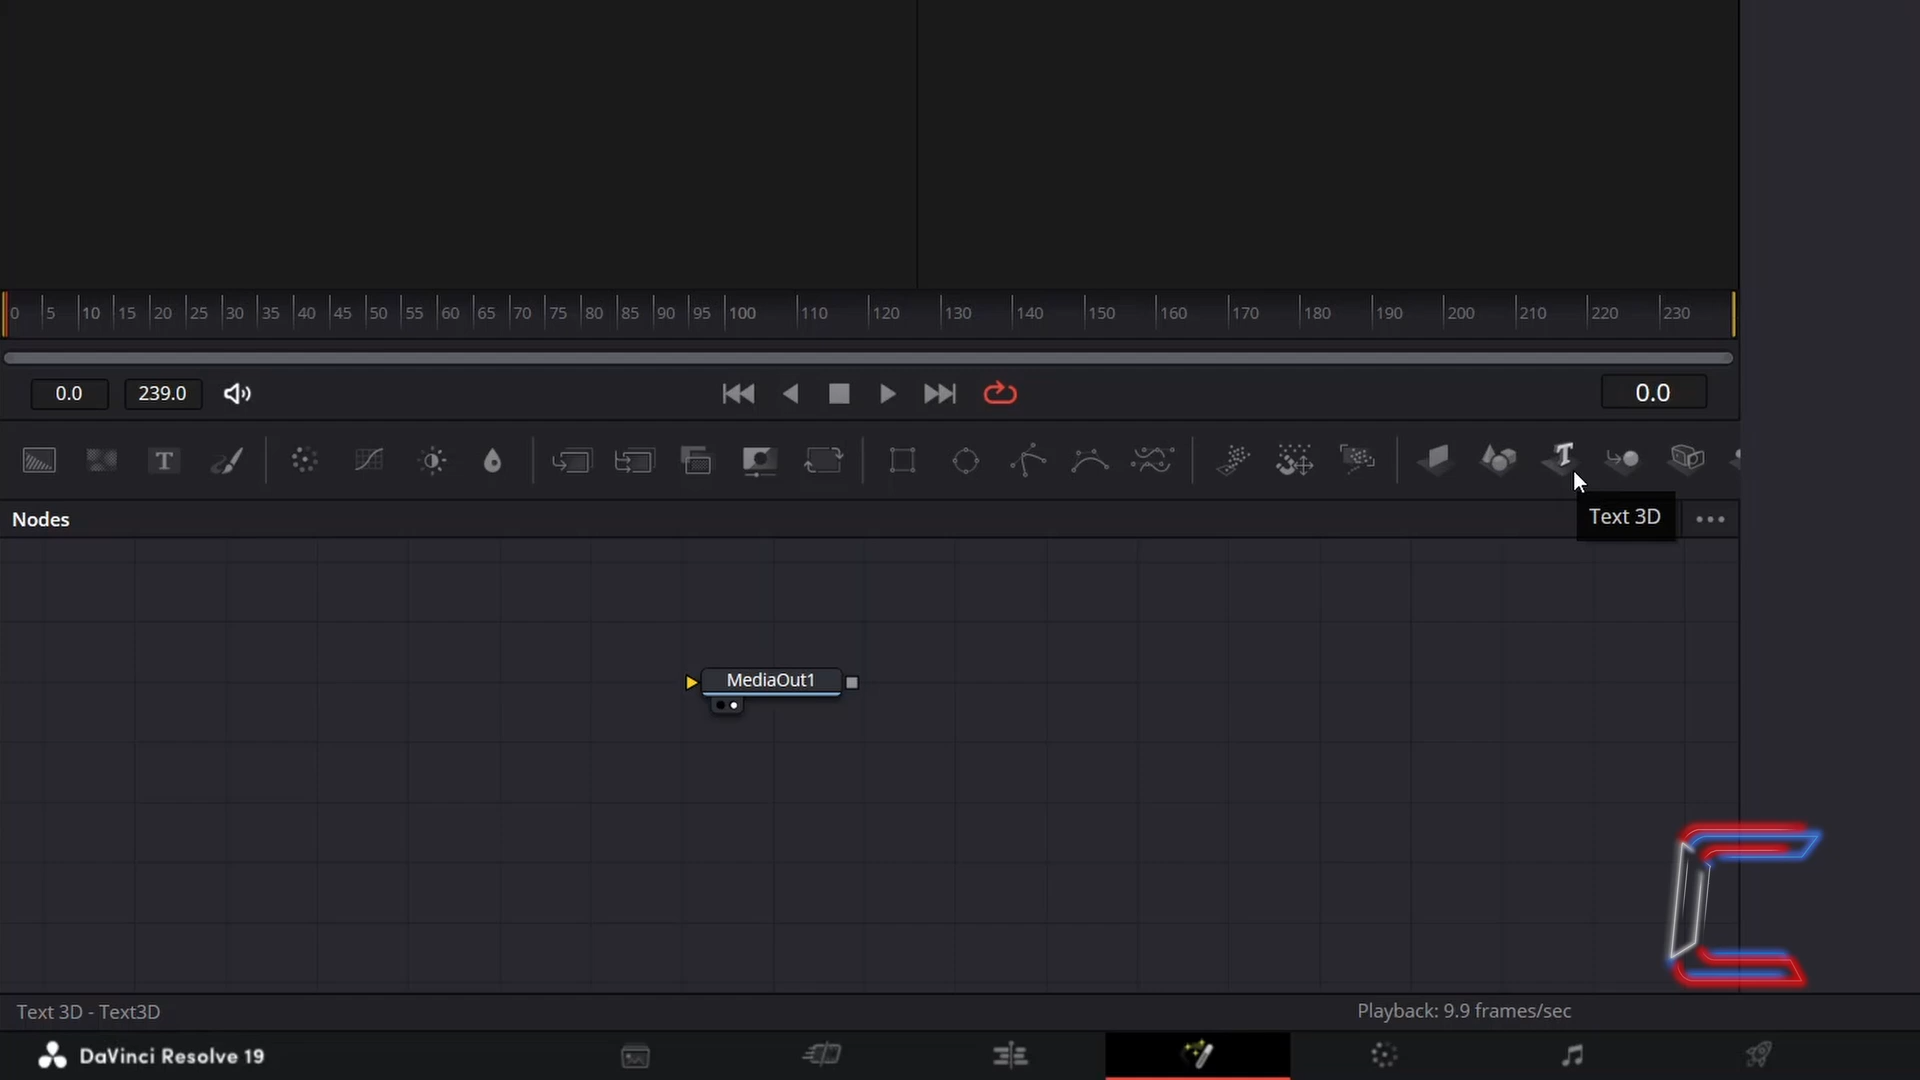 0 5 10 15 20 25 30 35 40 45 50 55 60 65 70 75 80 85 90 95 100 110 120 130 140 150 160 170 180 190 200 210 220 230
0.0 239.0 0.0
T T
Nodes
Text 3D
MediaOut1
Text 3D - Text3D
Playback: 9.9 frames/sec
DaVinci Resolve 19